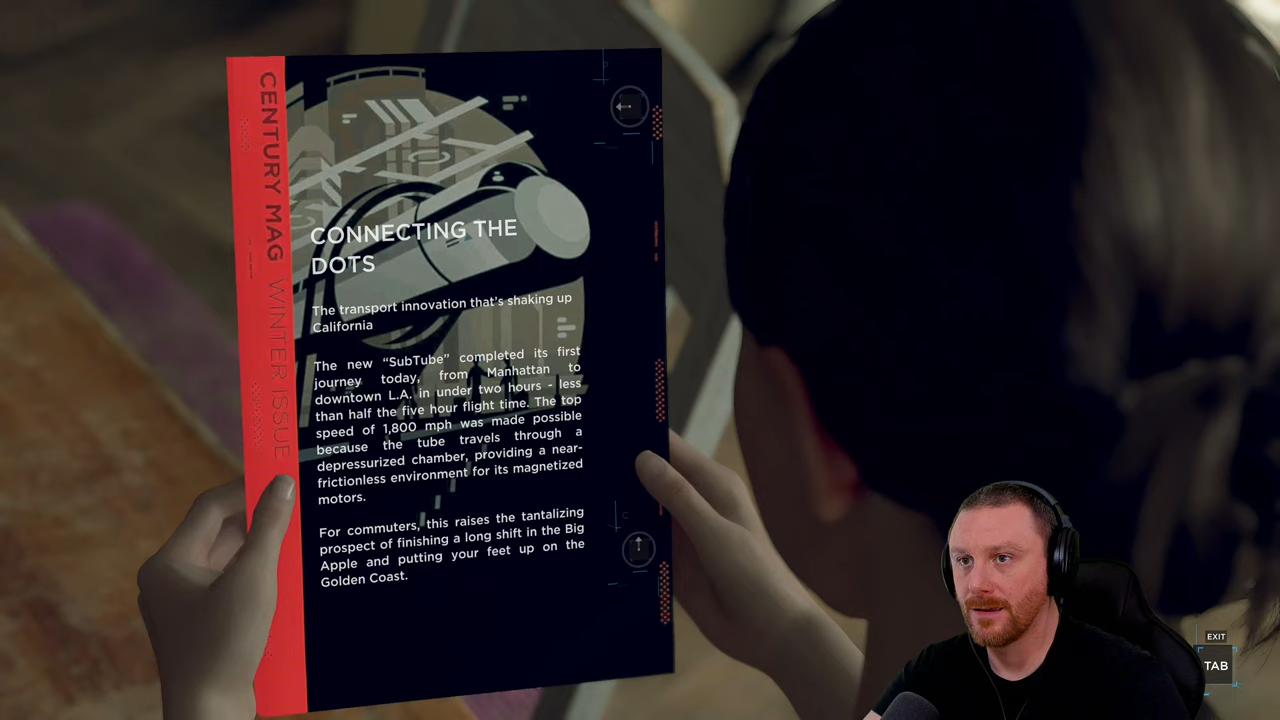 CENTURY MAG WINTER ISSUE
CONNECTING THE
DOTS
The transport innovation that's shaking up
California
The new “SubTube” completed its first
journey today, from Manhattan to
downtown L.A. in under two hours - less
than half the five hour flight time. The top
speed of 1,800 mph was made possible
because the tube travels through a
depressurized chamber, providing a near-
frictionless environment for its magnetized
motors.
For commuters, this raises the tantalizing
prospect of finishing a long shift in the Big
Apple and putting your feet up on the
Golden Coast.
EXIT
TAB